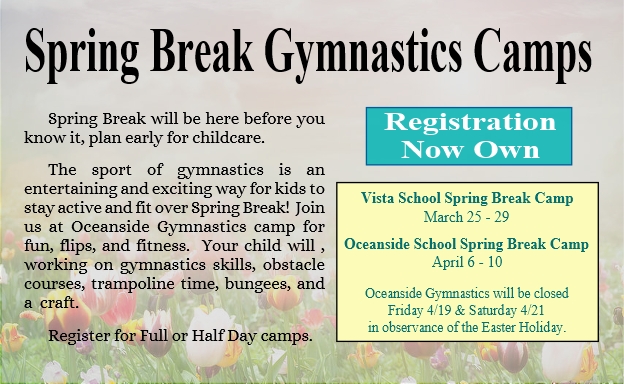 Spring Break Gymnastics Camps
Spring Break will be here before you
know it, plan early for childcare.
The sport of gymnastics is an
entertaining and exciting way for kids to
stay active and fit over Spring Break! Join
us at Oceanside Gymnastics camp for
fun, flips, and fitness. Your child will ,
working on gymnastics skills, obstacle
courses, trampoline time, bungees, and
a craft.
Register for Full or Half Day camps.
Registration
Now Own
Vista School Spring Break Camp
March 25 - 29
Oceanside School Spring Break Camp
April 6 - 10
Oceanside Gymnastics will be closed
Friday 4/19 & Saturday 4/21
in observance of the Easter Holiday.